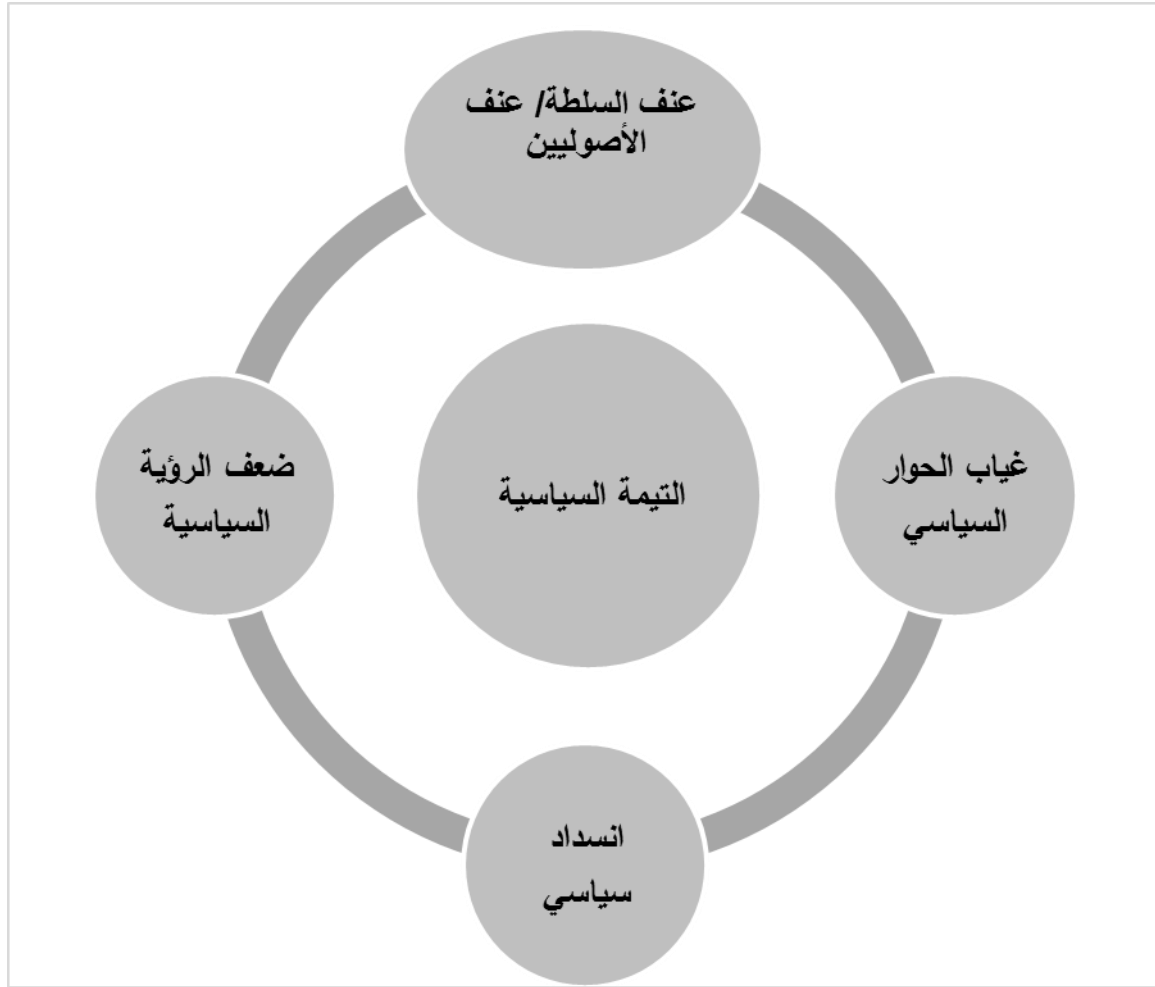 عنف السلطة/ عنف
الأصوليين
غياب الحوار
السياسي
التيمة السياسية
ضعف الرؤية
السياسية
انسداد
سياسي